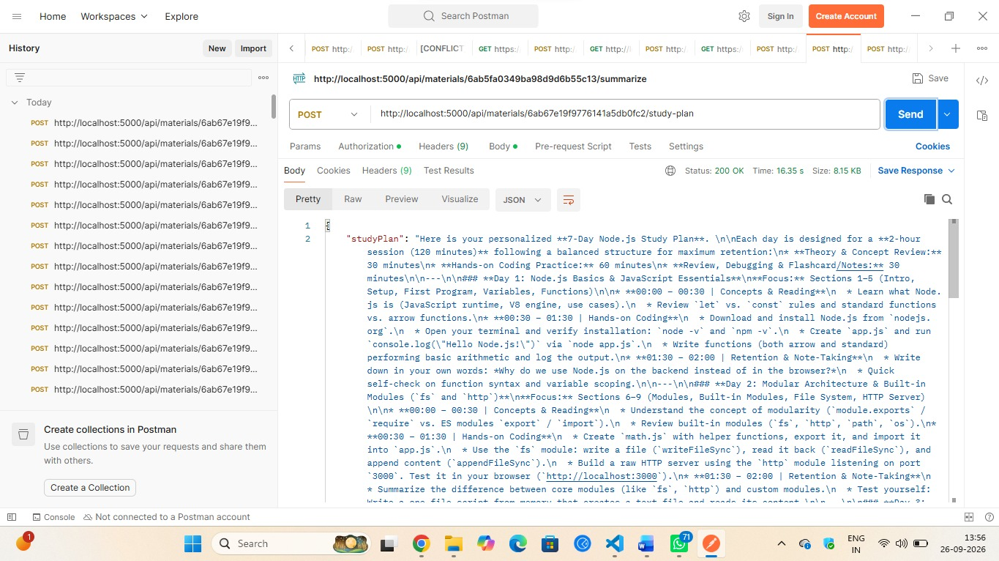 Home
Workspaces
Explore
Search Postman
Sign In
Create Account
History
New
Import
POST http:/
POST http:/
[CONFLICT
GET https:/
POST http:/
GET http://
POST http:/
GET https:/
POST http:/
POST http:/
POST http:/
HTTP
http://localhost:5000/api/materials/6ab5fa0349ba98d9d6b55c13/summarize
Save
Today
POST http://localhost:5000/api/materials/6ab67e19f9...
POST http://localhost:5000/api/materials/6ab67e19f9...
POST http://localhost:5000/api/materials/6ab67e19f9...
POST http://localhost:5000/api/materials/6ab67e19f9...
POST http://localhost:5000/api/materials/6ab67e19f9...
POST http://localhost:5000/api/materials/6ab67e19f9...
POST http://localhost:5000/api/materials/6ab67e19f9...
POST http://localhost:5000/api/materials/6ab67e19f9...
POST http://localhost:5000/api/materials/6ab67e19f9...
POST http://localhost:5000/api/materials/6ab67e19f9...
POST http://localhost:5000/api/materials/6ab67e19f9...
POST http://localhost:5000/api/materials/6ab67e19f9...
POST http://localhost:5000/api/materials/6ab67e19f9...
POST http://localhost:5000/api/materials/6ab67e19f9...
Create collections in Postman
Use collections to save your requests and share them
with others.
Create a Collection
POST
http://localhost:5000/api/materials/6ab67e19f9776141a5db0fc2/study-plan
Send
Params
Authorization
Headers (9)
Body
Pre-request Script
Tests
Settings
Cookies
Body
Cookies
Headers (9)
Test Results
Status: 200 OK
Time: 16.35 s
Size: 8.15 KB
Save Response
Pretty
Raw
Preview
Visualize
JSON
1 {
2 "studyPlan": "Here is your personalized **7-Day Node.js Study Plan**. \n\nEach day is designed for a **2-hour
session (120 minutes)** following a balanced structure for maximum retention:\n* **Theory & Concept Review:**
30 minutes\n* **Hands-on Coding Practice:** 60 minutes\n* **Review, Debugging & Flashcard/Notes:** 30
minutes\n\n---\n\n### **Day 1: Node.js Basics & JavaScript Essentials**\n**Focus:** Sections 1–5 (Intro,
Setup, First Program, Variables, Functions)\n\n* **00:00 – 00:30 | Concepts & Reading**\n  * Learn what Node.
js is (JavaScript runtime, V8 engine, use cases).\n  * Review `let` vs. `const` rules and standard functions
vs. arrow functions.\n* **00:30 – 01:30 | Hands-on Coding**\n  * Download and install Node.js from `nodejs.
org`.\n  * Open your terminal and verify installation: `node -v` and `npm -v`.\n  * Create `app.js` and run
`console.log(\"Hello Node.js!\")` via `node app.js`.\n  * Write functions (both arrow and standard)
performing basic arithmetic and log the output.\n* **01:30 – 02:00 | Retention & Note-Taking**\n  * Write
down in your own words: *Why do we use Node.js on the backend instead of in the browser?*\n  * Quick
self-check on function syntax and variable scoping.\n\n---\n\n### **Day 2: Modular Architecture & Built-in
Modules (`fs` and `http`)**\n**Focus:** Sections 6–9 (Modules, Built-in Modules, File System, HTTP Server)
\n\n* **00:00 – 00:30 | Concepts & Reading**\n  * Understand the concept of modularity (`module.exports` /
`require` vs. ES modules `export` / `import`).\n  * Review built-in modules (`fs`, `http`, `path`, `os`).\n*
**00:30 – 01:30 | Hands-on Coding**\n  * Create `math.js` with helper functions, export it, and import it
into `app.js`.\n  * Use the `fs` module: write a file (`writeFileSync`), read it back (`readFileSync`), and
append content (`appendFileSync`).\n  * Build a raw HTTP server using the `http` module listening on port
`3000`. Test it in your browser (`http://localhost:3000`).\n* **01:30 – 02:00 | Retention & Note-Taking**\n
* Summarize the difference between core modules (like `fs`, `http`) and custom modules.\n  * Test yourself:
Write a one-file script from memory that creates a text file and reads its content.\n\n---\n\n### **Day 3:
Console
Not connected to a Postman account
1
Search
71
ENG
IN
13:56
26-09-2026